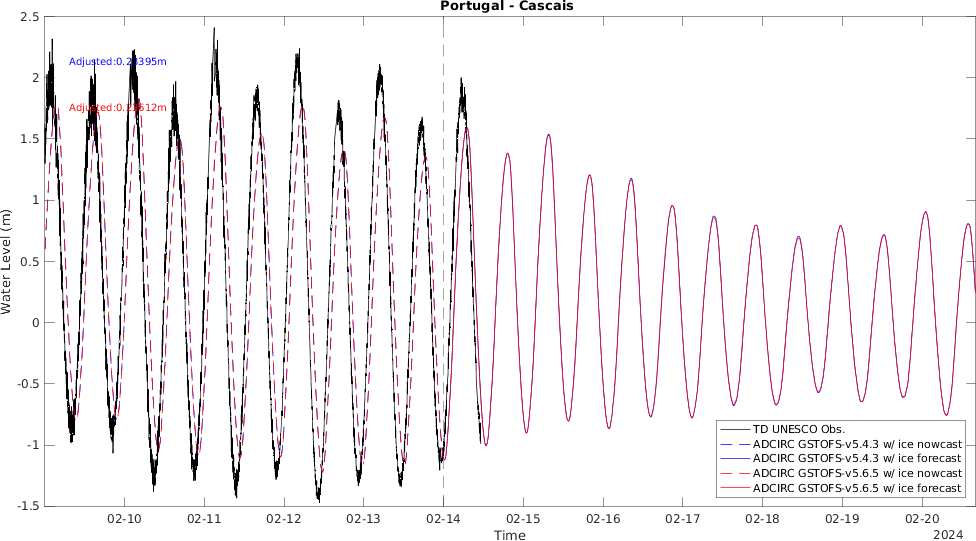 Portugal - Cascais
2.5
2
1.5
1
0.5
0
-0.5
-1
-1.5
Water Level (m)
Adjusted:
Adjusted:
02-10
02-11
02-12
02-13
02-14
02-15
02-16
02-17
02-18
02-19
02-20
2024
Time
TD UNESCO Obs.
ADCIRC GSTOFS-v5.4.3 w/ ice nowcast
ADCIRC GSTOFS-v5.4.3 w/ ice forecast
ADCIRC GSTOFS-v5.6.5 w/ ice nowcast
ADCIRC GSTOFS-v5.6.5 w/ ice forecast